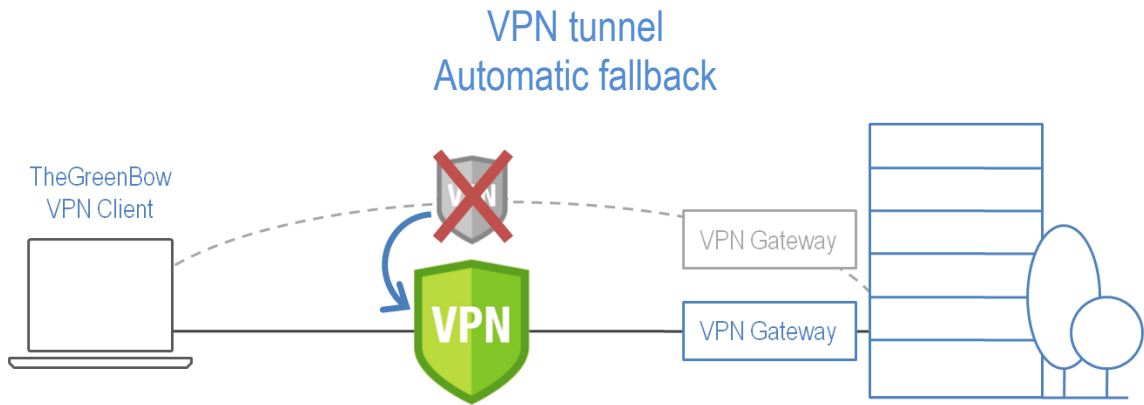 VPN tunnel
Automatic fallback
TheGreenBow
VPN Client
VPN
VPN Gateway
VPN
VPN Gateway